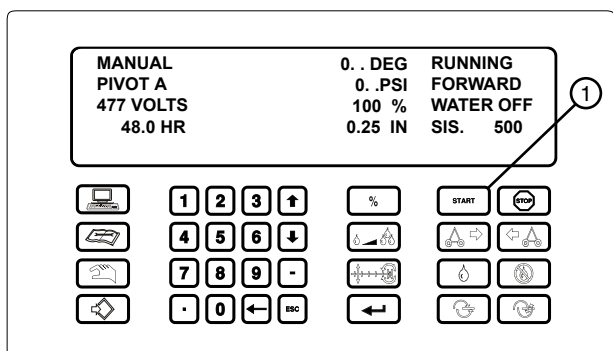 MANUAL 0. . DEG RUNNING
PIVOT A 0. .PSI FORWARD
477 VOLTS 100 % WATER OFF
48.0 HR 0.25 IN SIS. 500
1
1 2 3 % START STOP
4 5 6
7 8 9 -
. 0 ESC